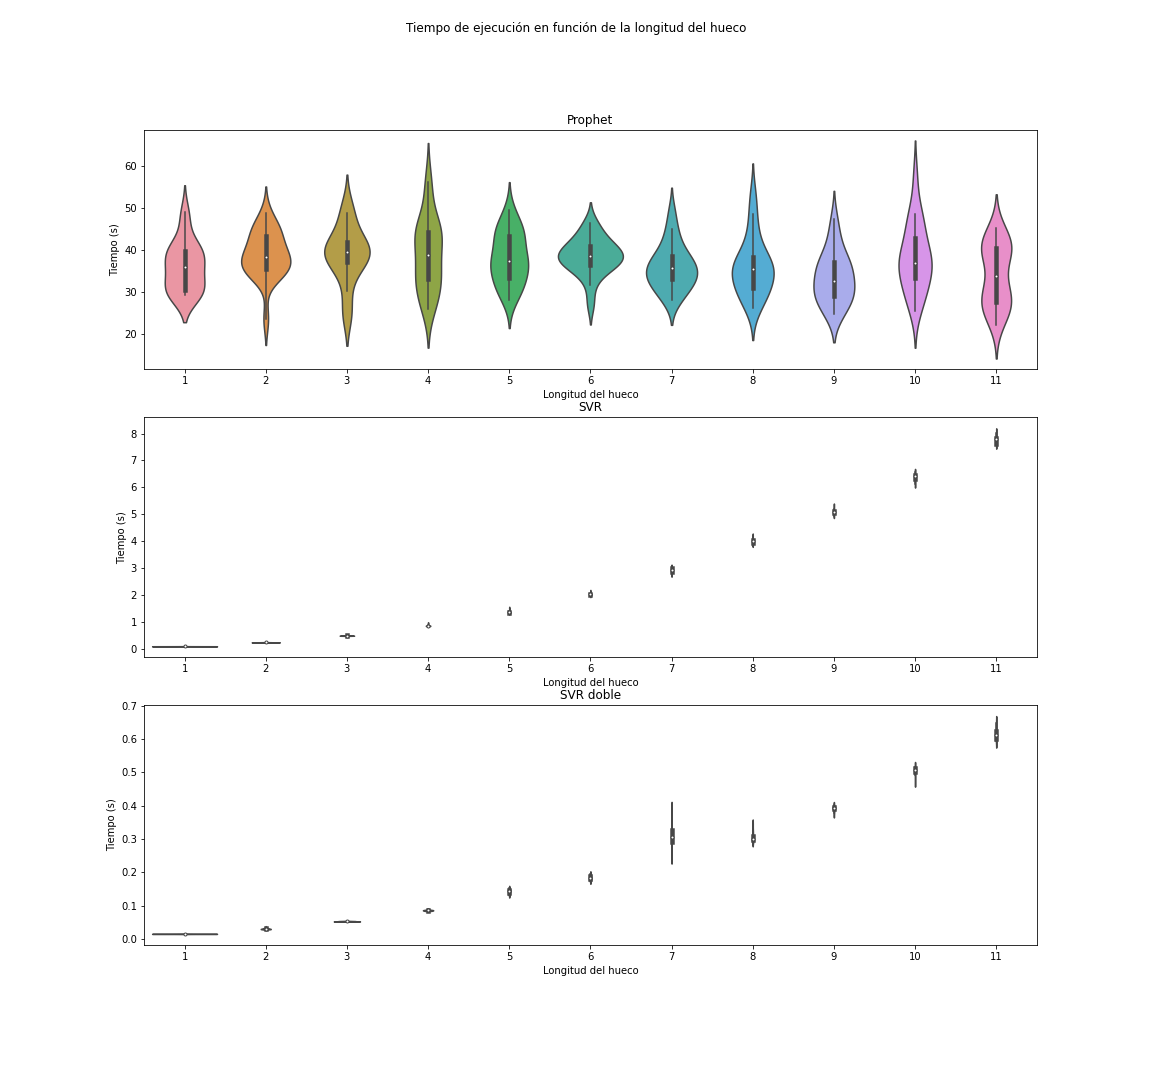 Tiempo de ejecución en función de la longitud del hueco
Prophet
Tiempo (s)
60
50
40
30
20
1 2 3 4 5 6 7 8 9 10 11
Longitud del hueco
SVR
Tiempo (s)
8
7
6
5
4
3
2
1
0
1 2 3 4 5 6 7 8 9 10 11
Longitud del hueco
SVR doble
Tiempo (s)
0.7
0.6
0.5
0.4
0.3
0.2
0.1
0.0
1 2 3 4 5 6 7 8 9 10 11
Longitud del hueco